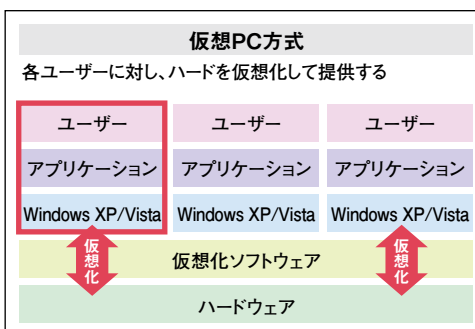 仮想PC方式
各ユーザーに対し、ハードを仮想化して提供する
ユーザー ユーザー ユーザー
アプリケーション アプリケーション アプリケーション
Windows XP/Vista Windows XP/Vista Windows XP/Vista
仮想化 仮想化
仮想化ソフトウェア
ハードウェア